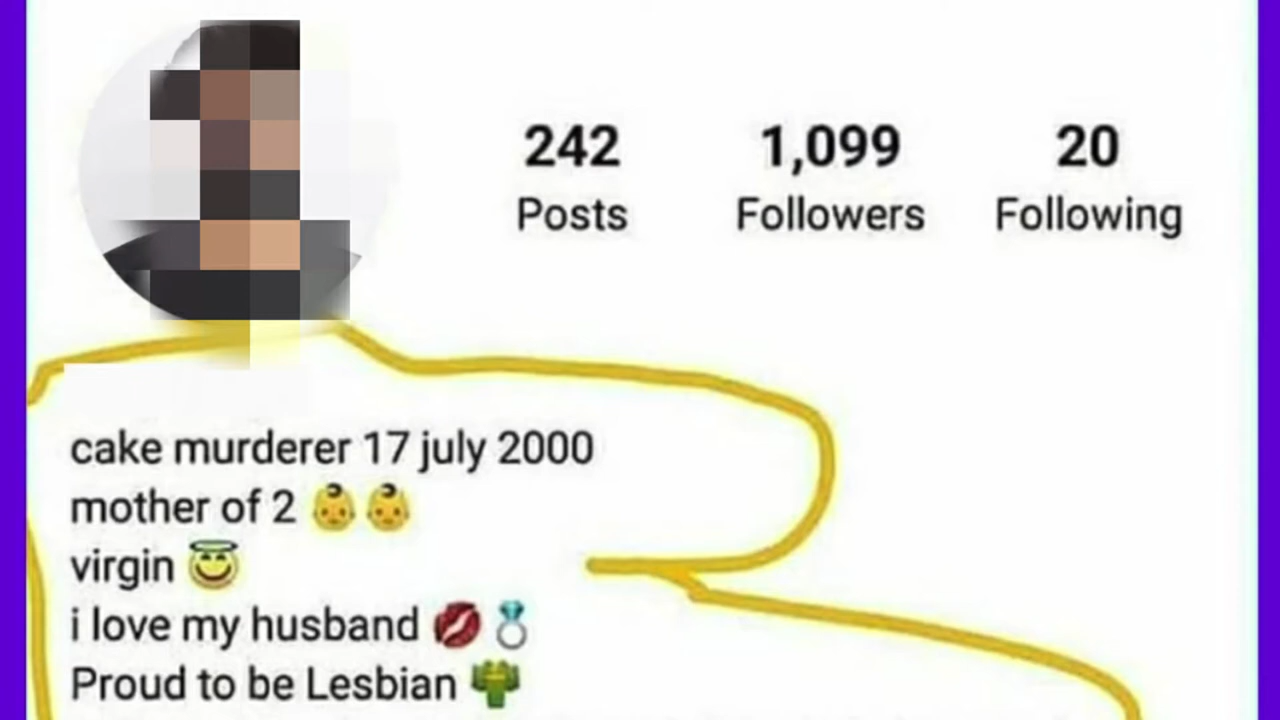 242 1,099 20
Posts Followers Following
cake murderer 17 july 2000
mother of 2 👶👶
virgin 😇
i love my husband 💋💍
Proud to be Lesbian 🌵